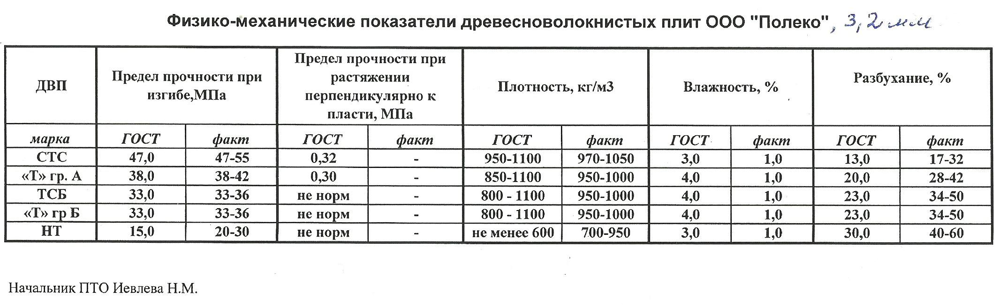 Физико-механические показатели древесноволокнистых плит ООО "Полеко", 3,2 мм
ДВП
Предел прочности при
изгибе,МПа
Предел прочности при
растяжении
перпендикулярно к
пласти, МПа
Плотность, кг/м3
Влажность, %
Разбухание, %
марка ГОСТ факт ГОСТ факт ГОСТ факт ГОСТ факт ГОСТ факт
СТС 47,0 47-55 0,32 - 950-1100 970-1050 3,0 1,0 13,0 17-32
«Т» гр. А 38,0 38-42 0,30 - 850-1100 950-1000 4,0 1,0 20,0 28-42
ТСБ 33,0 33-36 не норм - 800 - 1100 950-1000 4,0 1,0 23,0 34-50
«Т» гр Б 33,0 33-36 не норм - 800 - 1100 950-1000 4,0 1,0 23,0 34-50
НТ 15,0 20-30 не норм - не менее 600 700-950 3,0 1,0 30,0 40-60
Начальник ПТО Иевлева Н.М.